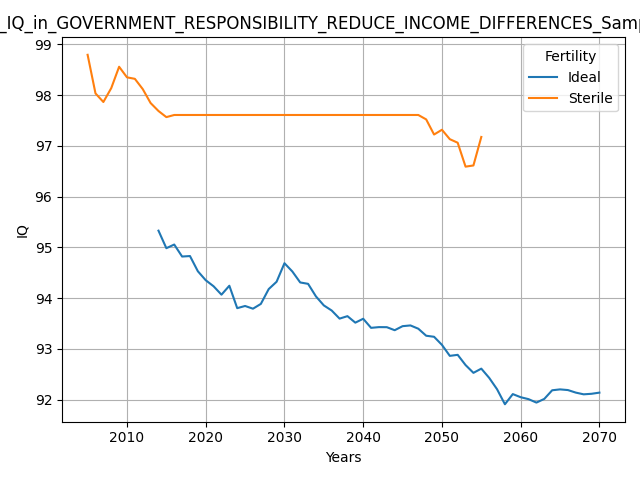 _IQ_in_GOVERNMENT_RESPONSIBILITY_REDUCE_INCOME_DIFFERENCES_Samp
99
98
97
96
95
94
93
92
IQ
Fertility
Ideal
Sterile
2010 2020 2030 2040 2050 2060 2070
Years